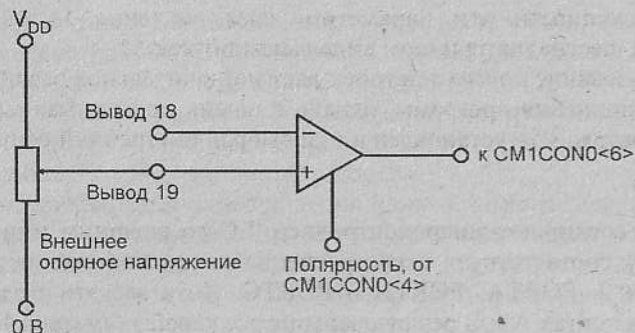 V_DD
Вывод 18
−
к CM1CON0<6>
+
Вывод 19
Внешнее
опорное напряжение
Полярность, от
CM1CON0<4>
0 В